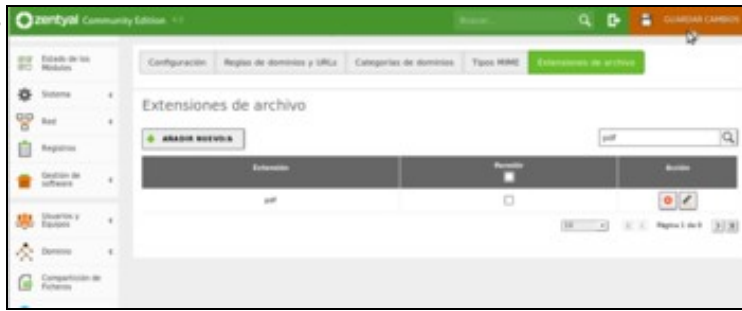 zentyal Community Edition
Buscar...
GUARDAR CAMBIOS
Estado de los
Módulos
Sistema
Red
Registros
Gestión de
software
Usuarios y
Equipos
Dominio
Compartición de
Ficheros
Configuración
Reglas de dominios y URLs
Categorías de dominios
Tipos MIME
Extensiones de archivo
Extensiones de archivo
AÑADIR NUEVO/A
pdf
Extensión
Permitir
Acción
pdf
10
Página 1 de